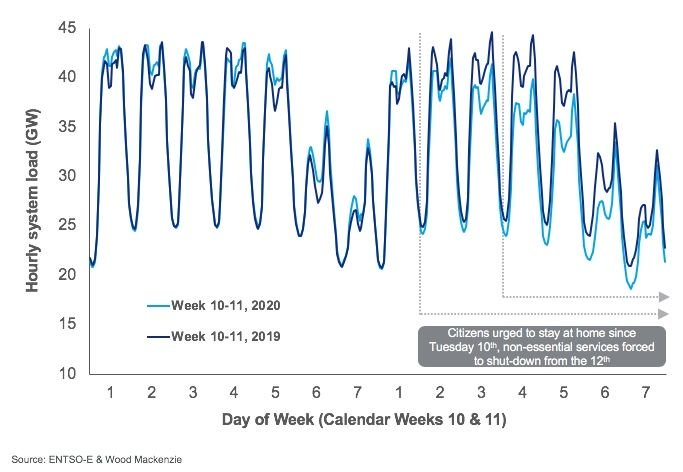 45
40
35
30
25
20
15
10
Hourly system load (GW)
Week 10-11, 2020
Week 10-11, 2019
Citizens urged to stay at home since
Tuesday 10th, non-essential services forced
to shut-down from the 12th
1 2 3 4 5 6 7 1 2 3 4 5 6 7
Day of Week (Calendar Weeks 10 & 11)
Source: ENTSO-E & Wood Mackenzie